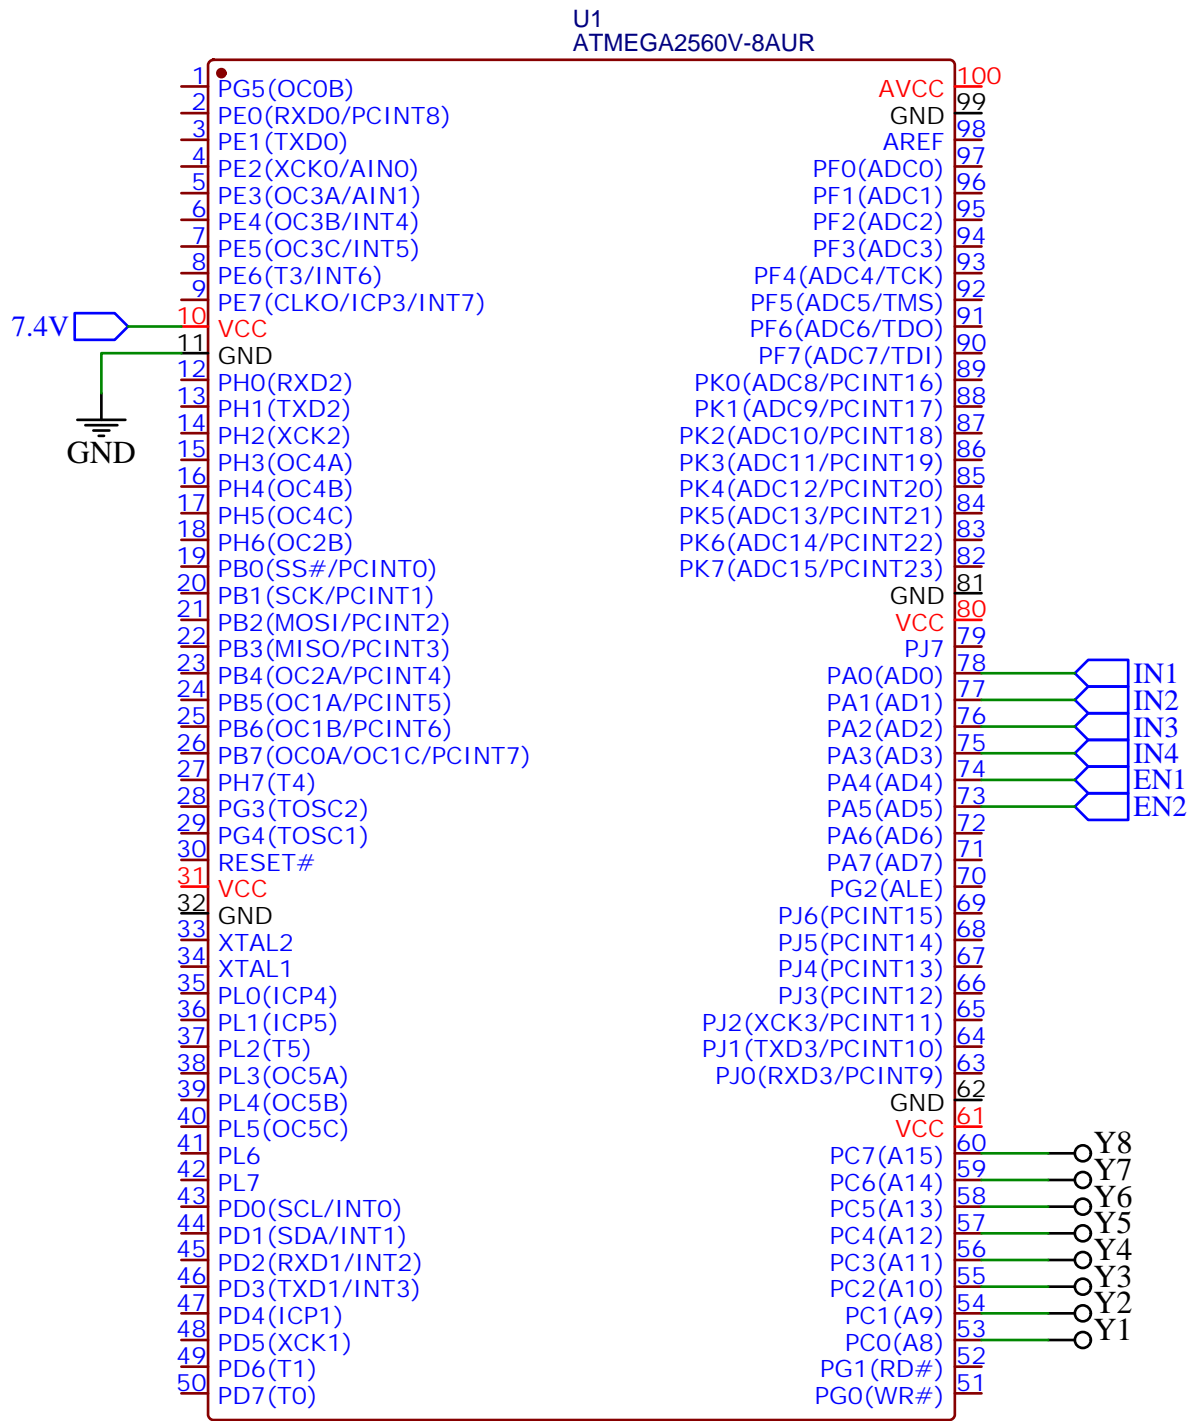 U1
ATMEGA2560V-8AUR
1 PG5(OC0B)
2 PE0(RXD0/PCINT8)
3 PE1(TXD0)
4 PE2(XCK0/AIN0)
5 PE3(OC3A/AIN1)
6 PE4(OC3B/INT4)
7 PE5(OC3C/INT5)
8 PE6(T3/INT6)
9 PE7(CLKO/ICP3/INT7)
7.4V 10 VCC
11 GND
GND
12 PH0(RXD2)
13 PH1(TXD2)
14 PH2(XCK2)
15 PH3(OC4A)
16 PH4(OC4B)
17 PH5(OC4C)
18 PH6(OC2B)
19 PB0(SS#/PCINT0)
20 PB1(SCK/PCINT1)
21 PB2(MOSI/PCINT2)
22 PB3(MISO/PCINT3)
23 PB4(OC2A/PCINT4)
24 PB5(OC1A/PCINT5)
25 PB6(OC1B/PCINT6)
26 PB7(OC0A/OC1C/PCINT7)
27 PH7(T4)
28 PG3(TOSC2)
29 PG4(TOSC1)
30 RESET#
31 VCC
32 GND
33 XTAL2
34 XTAL1
35 PL0(ICP4)
36 PL1(ICP5)
37 PL2(T5)
38 PL3(OC5A)
39 PL4(OC5B)
40 PL5(OC5C)
41 PL6
42 PL7
43 PD0(SCL/INT0)
44 PD1(SDA/INT1)
45 PD2(RXD1/INT2)
46 PD3(TXD1/INT3)
47 PD4(ICP1)
48 PD5(XCK1)
49 PD6(T1)
50 PD7(T0)
AVCC 100
GND 99
AREF 98
PF0(ADC0) 97
PF1(ADC1) 96
PF2(ADC2) 95
PF3(ADC3) 94
PF4(ADC4/TCK) 93
PF5(ADC5/TMS) 92
PF6(ADC6/TDO) 91
PF7(ADC7/TDI) 90
PK0(ADC8/PCINT16) 89
PK1(ADC9/PCINT17) 88
PK2(ADC10/PCINT18) 87
PK3(ADC11/PCINT19) 86
PK4(ADC12/PCINT20) 85
PK5(ADC13/PCINT21) 84
PK6(ADC14/PCINT22) 83
PK7(ADC15/PCINT23) 82
GND 81
VCC 80
PJ7 79
PA0(AD0) 78 IN1
PA1(AD1) 77 IN2
PA2(AD2) 76 IN3
PA3(AD3) 75 IN4
PA4(AD4) 74 EN1
PA5(AD5) 73 EN2
PA6(AD6) 72
PA7(AD7) 71
PG2(ALE) 70
PJ6(PCINT15) 69
PJ5(PCINT14) 68
PJ4(PCINT13) 67
PJ3(PCINT12) 66
PJ2(XCK3/PCINT11) 65
PJ1(TXD3/PCINT10) 64
PJ0(RXD3/PCINT9) 63
GND 62
VCC 61
PC7(A15) 60 Y8
PC6(A14) 59 Y7
PC5(A13) 58 Y6
PC4(A12) 57 Y5
PC3(A11) 56 Y4
PC2(A10) 55 Y3
PC1(A9) 54 Y2
PC0(A8) 53 Y1
PG1(RD#) 52
PG0(WR#) 51